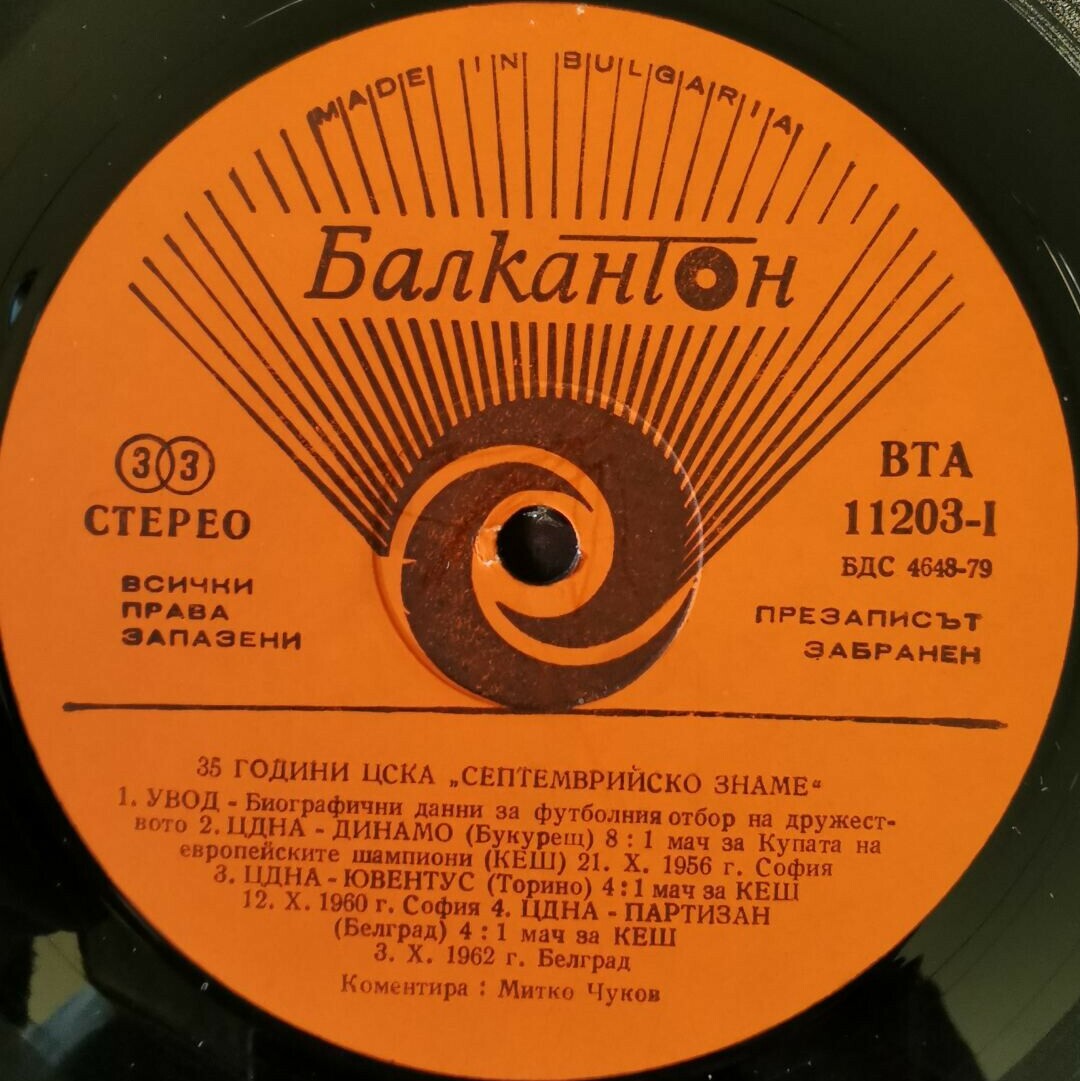 MADE IN BULGARIA
БалканТон
33
СТЕРЕО
ВСИЧКИ
ПРАВА
ЗАПАЗЕНИ
ВТА
11203-I
БДС 4648-79
ПРЕЗАПИСЪТ
ЗАБРАНЕН
35 ГОДИНИ ЦСКА „СЕПТЕМВРИЙСКО ЗНАМЕ“
1. УВОД - Биографични данни за футболния отбор на дружест-
вото 2. ЦДНА - ДИНАМО (Букурещ) 8 : 1 мач за Купата на
европейските шампиони (КЕШ) 21. X. 1956 г. София
3. ЦДНА - ЮВЕНТУС (Торино) 4 : 1 мач за КЕШ
12. X. 1960 г. София 4. ЦДНА - ПАРТИЗАН
(Белград) 4 : 1 мач за КЕШ
3. X. 1962 г. Белград
Коментира : Митко Чуков